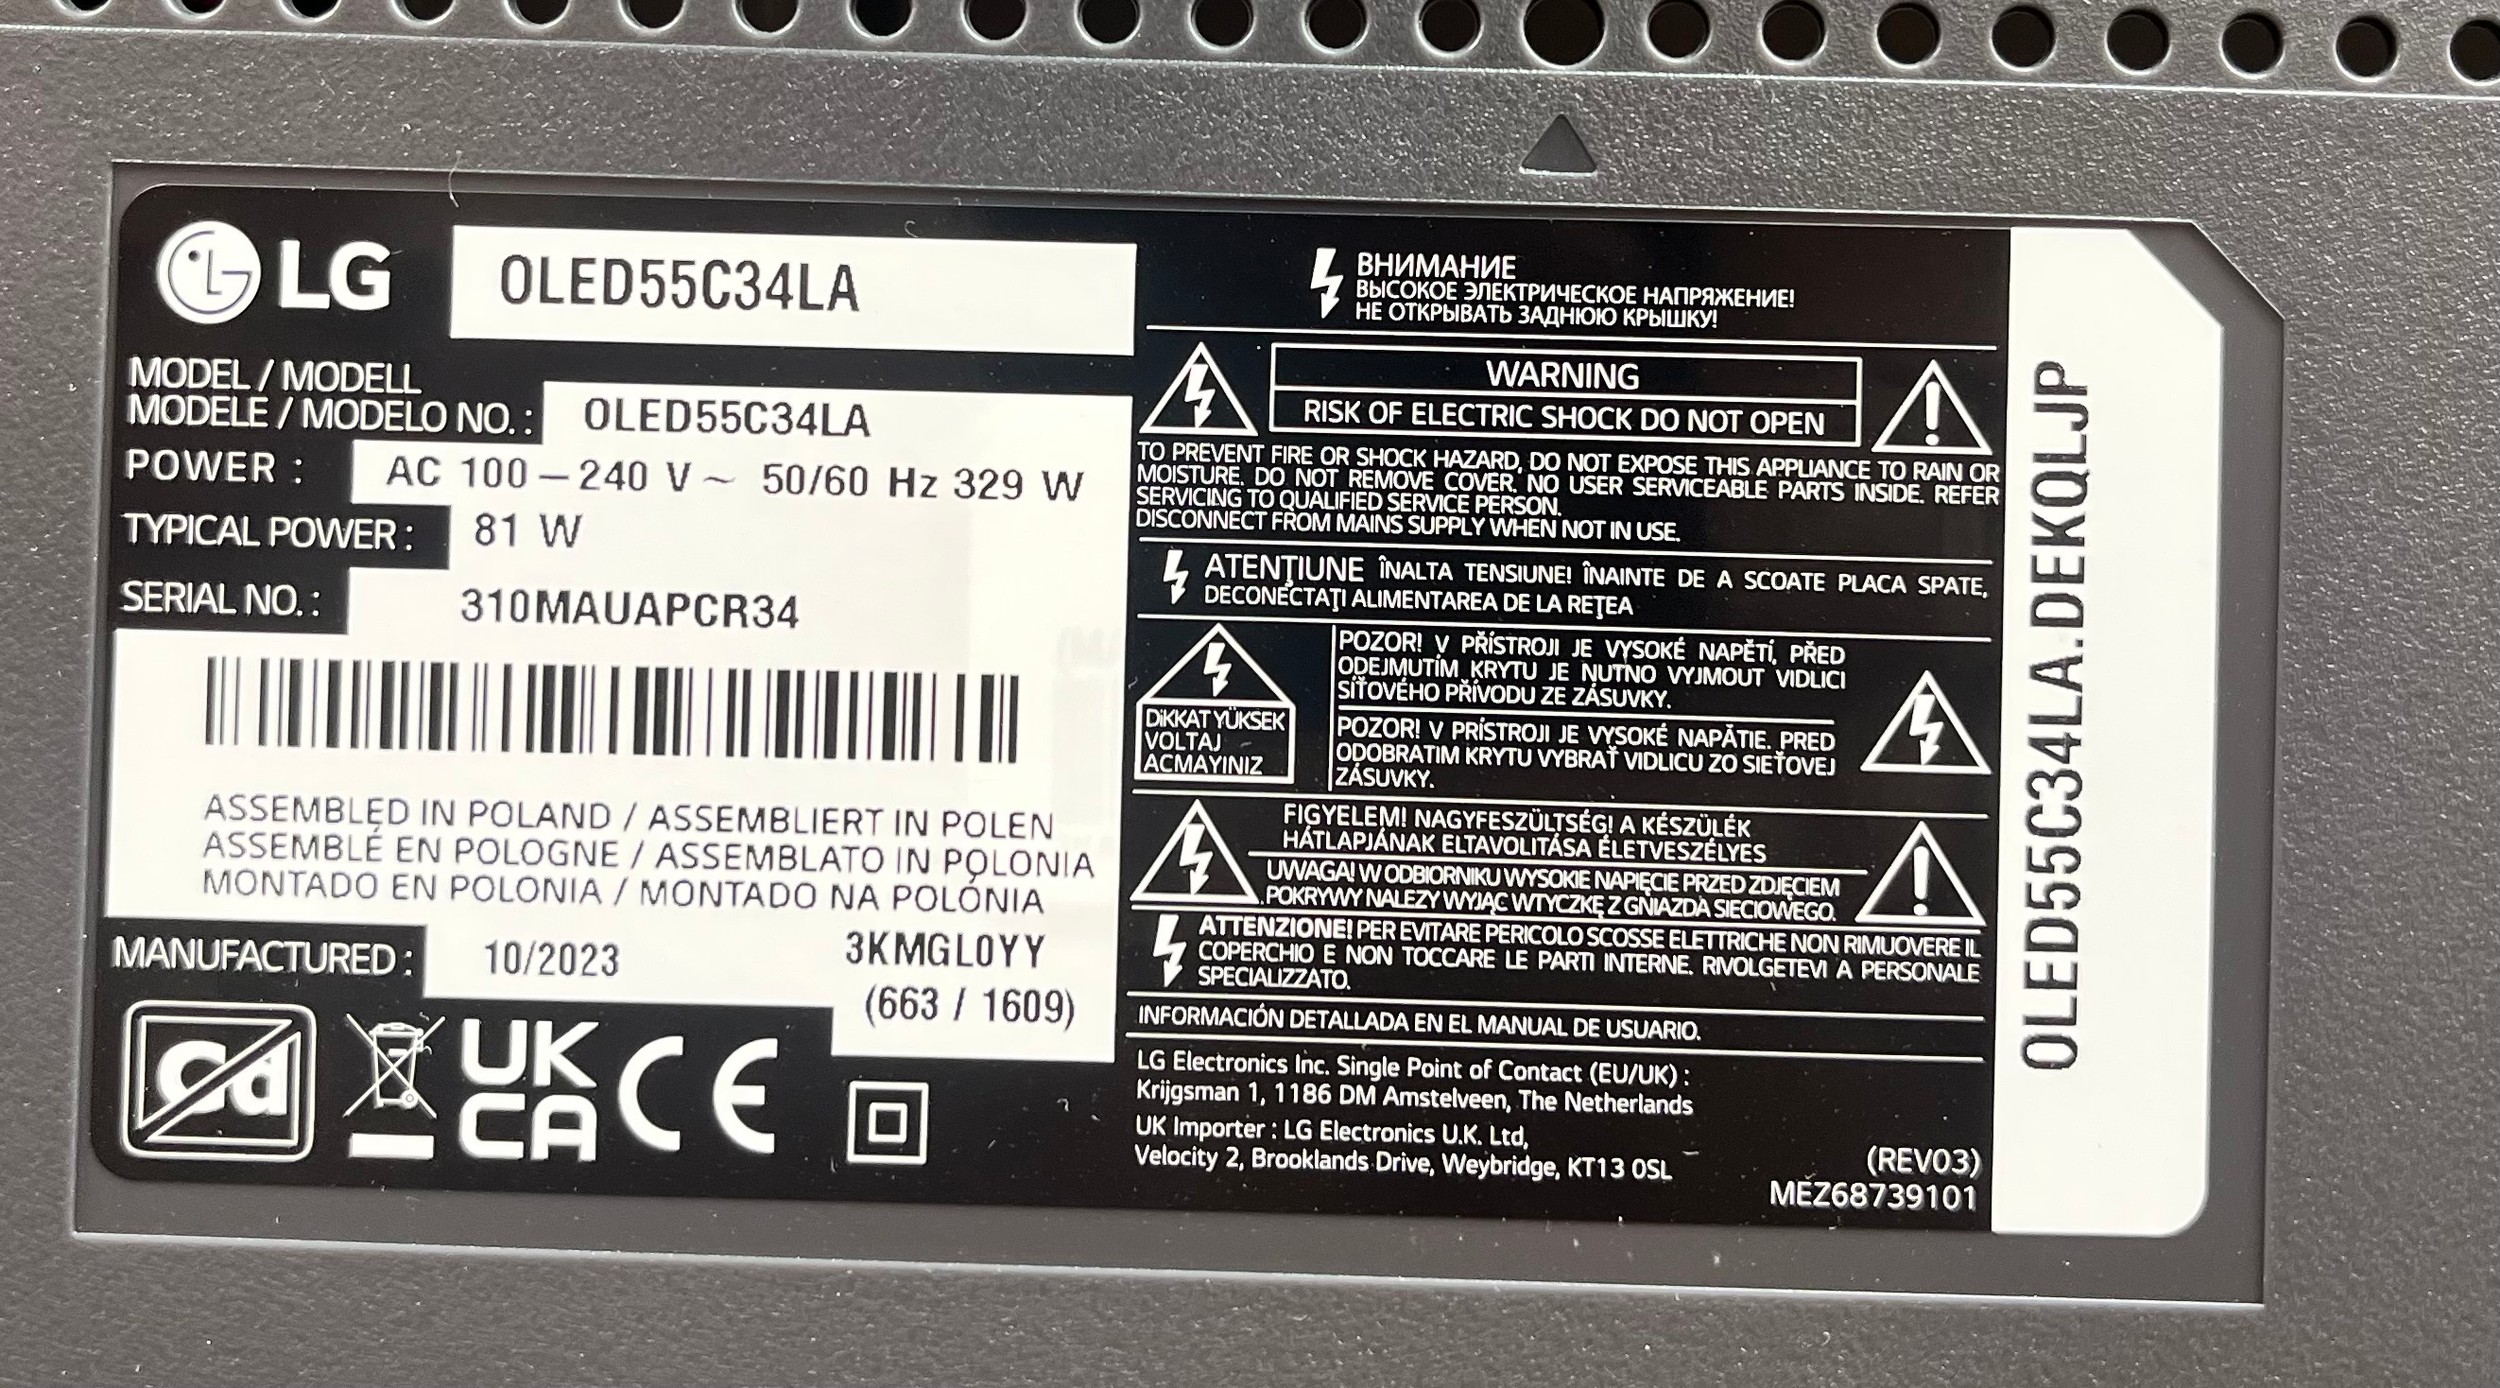 LG OLED55C34LA
MODEL / MODELL
MODELE / MODELO NO. : OLED55C34LA
POWER : AC 100 – 240 V ~ 50/60 Hz 329 W
TYPICAL POWER : 81 W
SERIAL NO. : 310MAUAPCR34
ASSEMBLED IN POLAND / ASSEMBLIERT IN POLEN
ASSEMBLÉ EN POLOGNE / ASSEMBLATO IN POLONIA
MONTADO EN POLONIA / MONTADO NA POLÓNIA
MANUFACTURED : 10/2023 3KMGL0YY
(663 / 1609)
Cd
UK
CA
CE
ВНИМАНИЕ
ВЫСОКОЕ ЭЛЕКТРИЧЕСКОЕ НАПРЯЖЕНИЕ!
НЕ ОТКРЫВАТЬ ЗАДНЮЮ КРЫШКУ!
WARNING
RISK OF ELECTRIC SHOCK DO NOT OPEN
TO PREVENT FIRE OR SHOCK HAZARD, DO NOT EXPOSE THIS APPLIANCE TO RAIN OR
MOISTURE. DO NOT REMOVE COVER. NO USER SERVICEABLE PARTS INSIDE. REFER
SERVICING TO QUALIFIED SERVICE PERSON.
DISCONNECT FROM MAINS SUPPLY WHEN NOT IN USE.
ATENŢIUNE ÎNALTA TENSIUNE! ÎNAINTE DE A SCOATE PLACA SPATE,
DECONECTAŢI ALIMENTAREA DE LA REŢEA
DİKKAT YÜKSEK
VOLTAJ
ACMAYINIZ
POZOR! V PŘÍSTROJI JE VYSOKÉ NAPĚTÍ, PŘED
ODEJMUTÍM KRYTU JE NUTNO VYJMOUT VIDLICI
SÍŤOVÉHO PŘÍVODU ZE ZÁSUVKY.
POZOR! V PRÍSTROJI JE VYSOKÉ NAPÄTIE. PRED
ODOBRATIM KRYTU VYBRAŤ VIDLICU ZO SIEŤOVEJ
ZÁSUVKY.
FIGYELEM! NAGYFESZÜLTSÉG! A KÉSZÜLÉK
HÁTLAPJÁNAK ELTAVOLITÁSA ÉLETVESZÉLYES
UWAGA! W ODBIORNIKU WYSOKIE NAPIĘCIE PRZED ZDJĘCIEM
POKRYWY NALEZY WYJĄC WTYCZKĘ Z GNIAZDA SIECIOWEGO.
ATTENZIONE! PER EVITARE PERICOLO SCOSSE ELETTRICHE NON RIMUOVERE IL
COPERCHIO E NON TOCCARE LE PARTI INTERNE. RIVOLGETEVI A PERSONALE
SPECIALIZZATO.
INFORMACIÓN DETALLADA EN EL MANUAL DE USUARIO.
LG Electronics Inc. Single Point of Contact (EU/UK) :
Krijgsman 1, 1186 DM Amstelveen, The Netherlands
UK Importer : LG Electronics U.K. Ltd,
Velocity 2, Brooklands Drive, Weybridge, KT13 0SL
(REV03)
MEZ68739101
OLED55C34LA.DEKQLJP